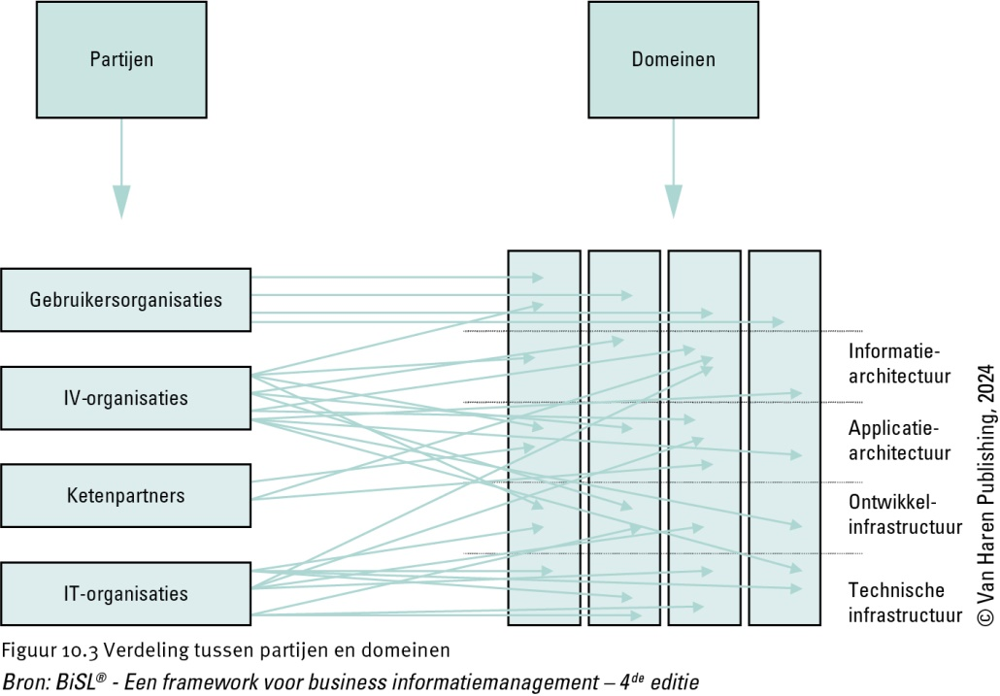 Partijen
Domeinen
Gebruikersorganisaties
IV-organisaties
Ketenpartners
IT-organisaties
Informatie-
architectuur
Applicatie-
architectuur
Ontwikkel-
infrastructuur
Technische
infrastructuur
© Van Haren Publishing, 2024
Figuur 10.3 Verdeling tussen partijen en domeinen
Bron: BiSL® - Een framework voor business informatiemanagement – 4de editie